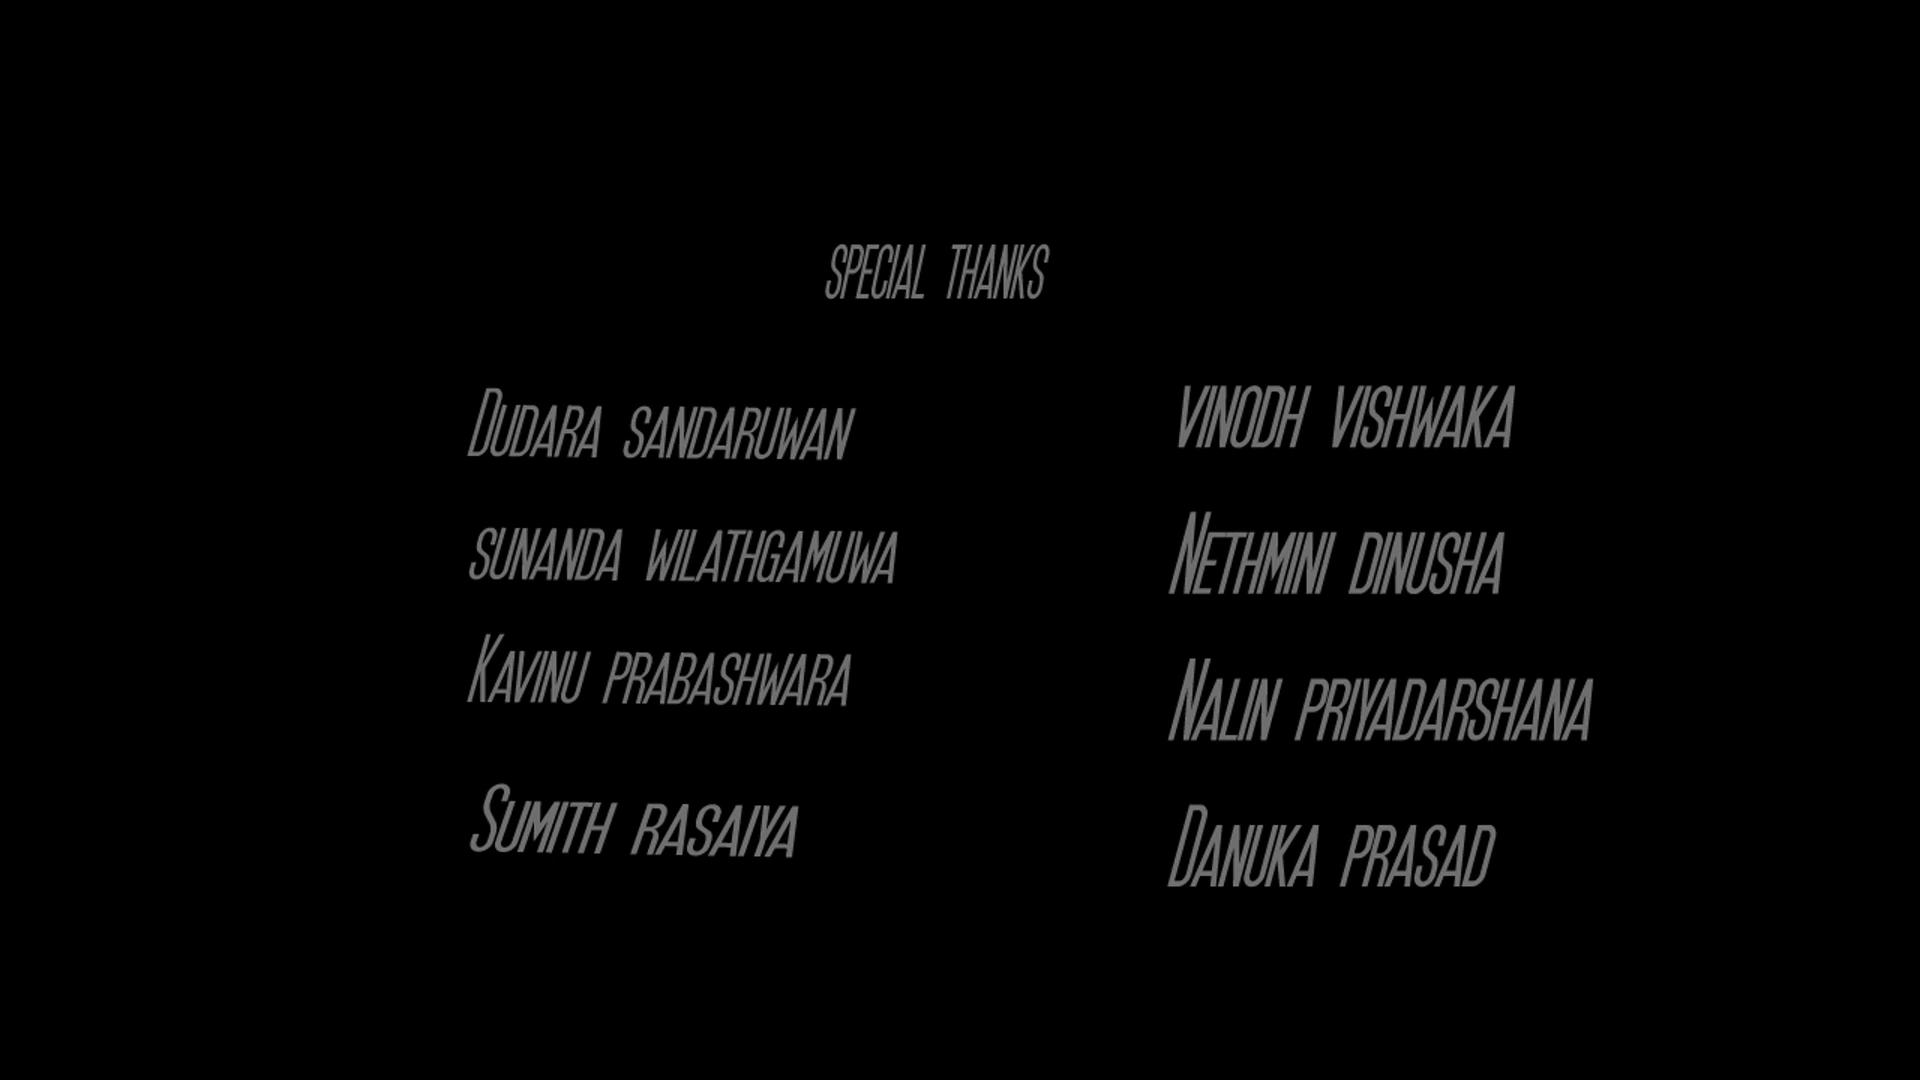 SPECIAL THANKS
DUDARA SANDARUWAN
SUNANDA WILATHGAMUWA
KAVINU PRABASHWARA
SUMITH RASAIYA
VINODH VISHWAKA
NETHMINI DINUSHA
NALIN PRIYADARSHANA
DANUKA PRASAD